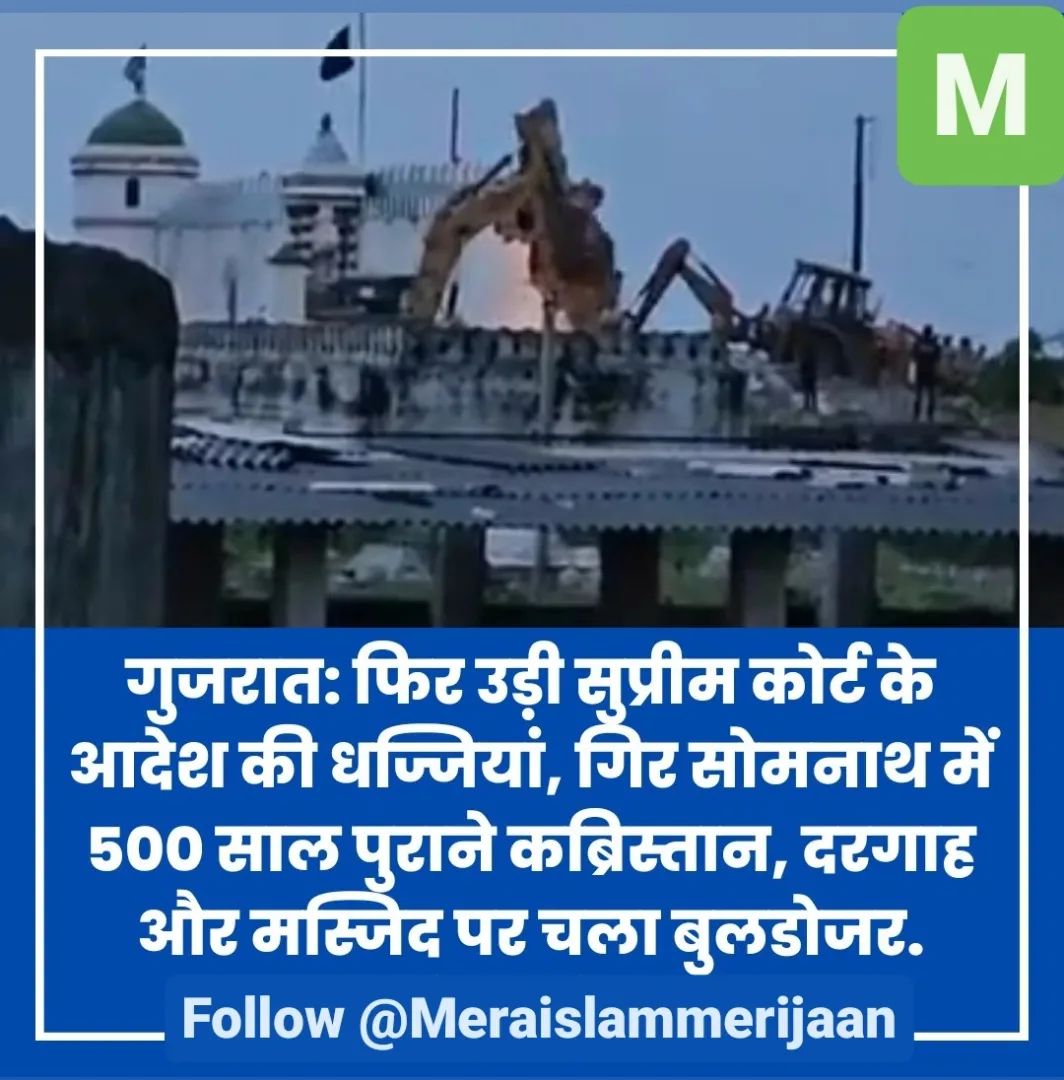 M
गुजरात: फिर उड़ी सुप्रीम कोर्ट के
आदेश की धज्जियां, गिर सोमनाथ में
500 साल पुराने कब्रिस्तान, दरगाह
और मस्जिद पर चला बुलडोजर.
Follow @Meraislammerijaan